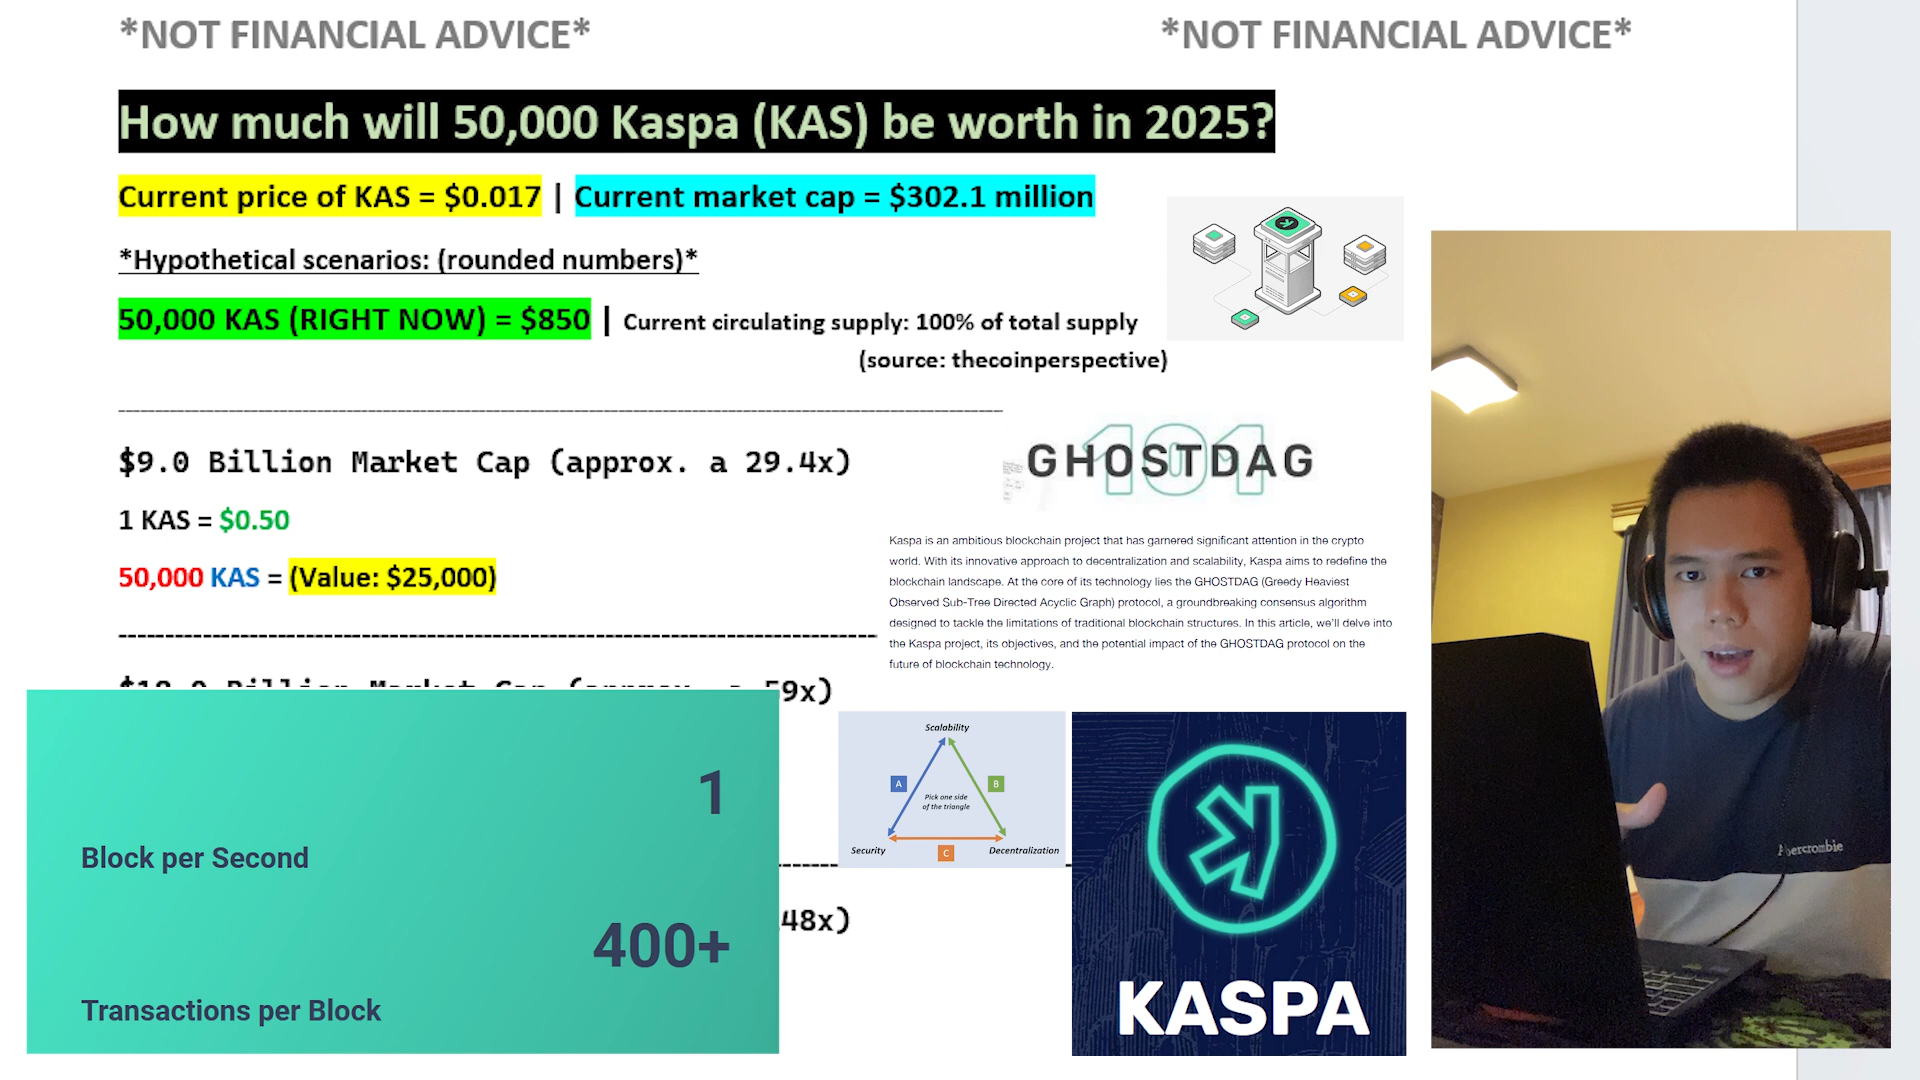 *NOT FINANCIAL ADVICE* *NOT FINANCIAL ADVICE*
How much will 50,000 Kaspa (KAS) be worth in 2025?
Current price of KAS = $0.017 | Current market cap = $302.1 million
*Hypothetical scenarios: (rounded numbers)*
50,000 KAS (RIGHT NOW) = $850 | Current circulating supply: 100% of total supply
(source: thecoinperspective)
$9.0 Billion Market Cap (approx. a 29.4x)
101
GHOSTDAG
1 KAS = $0.50
50,000 KAS = (Value: $25,000)
Kaspa is an ambitious blockchain project that has garnered significant attention in the crypto
world. With its innovative approach to decentralization and scalability, Kaspa aims to redefine the
blockchain landscape. At the core of its technology lies the GHOSTDAG (Greedy Heaviest
Observed Sub-Tree Directed Acyclic Graph) protocol, a groundbreaking consensus algorithm
designed to tackle the limitations of traditional blockchain structures. In this article, we'll delve into
the Kaspa project, its objectives, and the potential impact of the GHOSTDAG protocol on the
future of blockchain technology.
Billion Market Cap (approx. a 59x)
1
Block per Second
400+
Transactions per Block
48x)
Scalability
A
B
Pick one side
of the triangle
Security
C
Decentralization
KASPA
Abercrombie